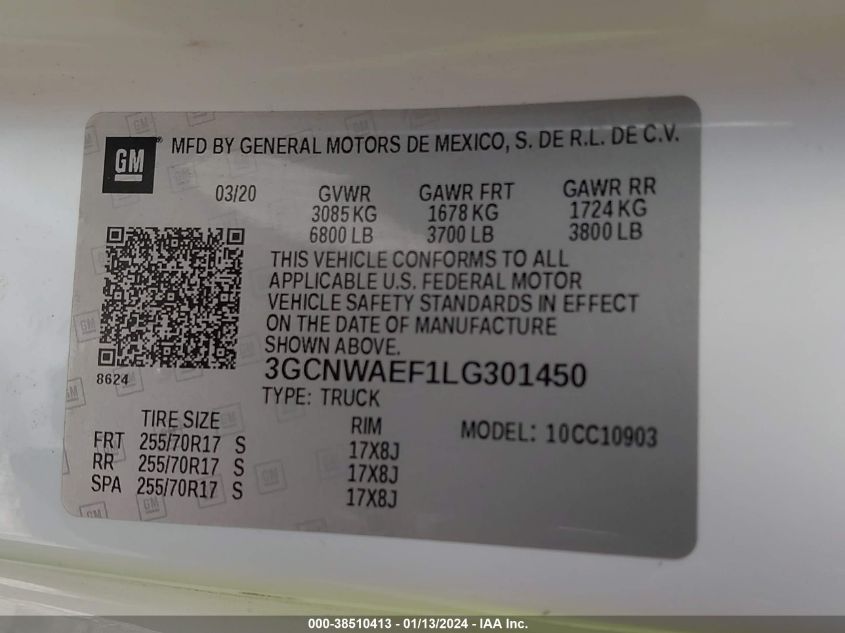 GM
MFD BY GENERAL MOTORS DE MEXICO, S. DE R.L. DE C.V.
03/20 GVWR GAWR FRT GAWR RR
3085 KG 1678 KG 1724 KG
6800 LB 3700 LB 3800 LB
THIS VEHICLE CONFORMS TO ALL
APPLICABLE U.S. FEDERAL MOTOR
VEHICLE SAFETY STANDARDS IN EFFECT
ON THE DATE OF MANUFACTURE
SHOWN ABOVE.
8624
3GCNWAEF1LG301450
TYPE: TRUCK
TIRE SIZE RIM MODEL: 10CC10903
FRT 255/70R17 S 17X8J
RR 255/70R17 S 17X8J
SPA 255/70R17 S 17X8J
000-38510413 - 01/13/2024 - IAA Inc.